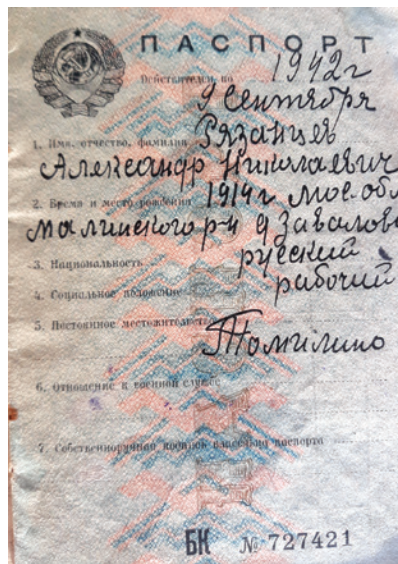 ПАСПОРТ
Действителен по 1942г
9 Сентября
1. Имя, отчество, фамилия Рязанцев
Александр Николаевич
2. Время и место рождения 1914г. Мос. обл
Малинского р-н д Завалово
3. Национальность русский
4. Социальное положение рабочий
5. Постоянное местожительство
Томилино
6. Отношение к военной службе
7. Собственноручная подпись владельца паспорта
БК № 727421